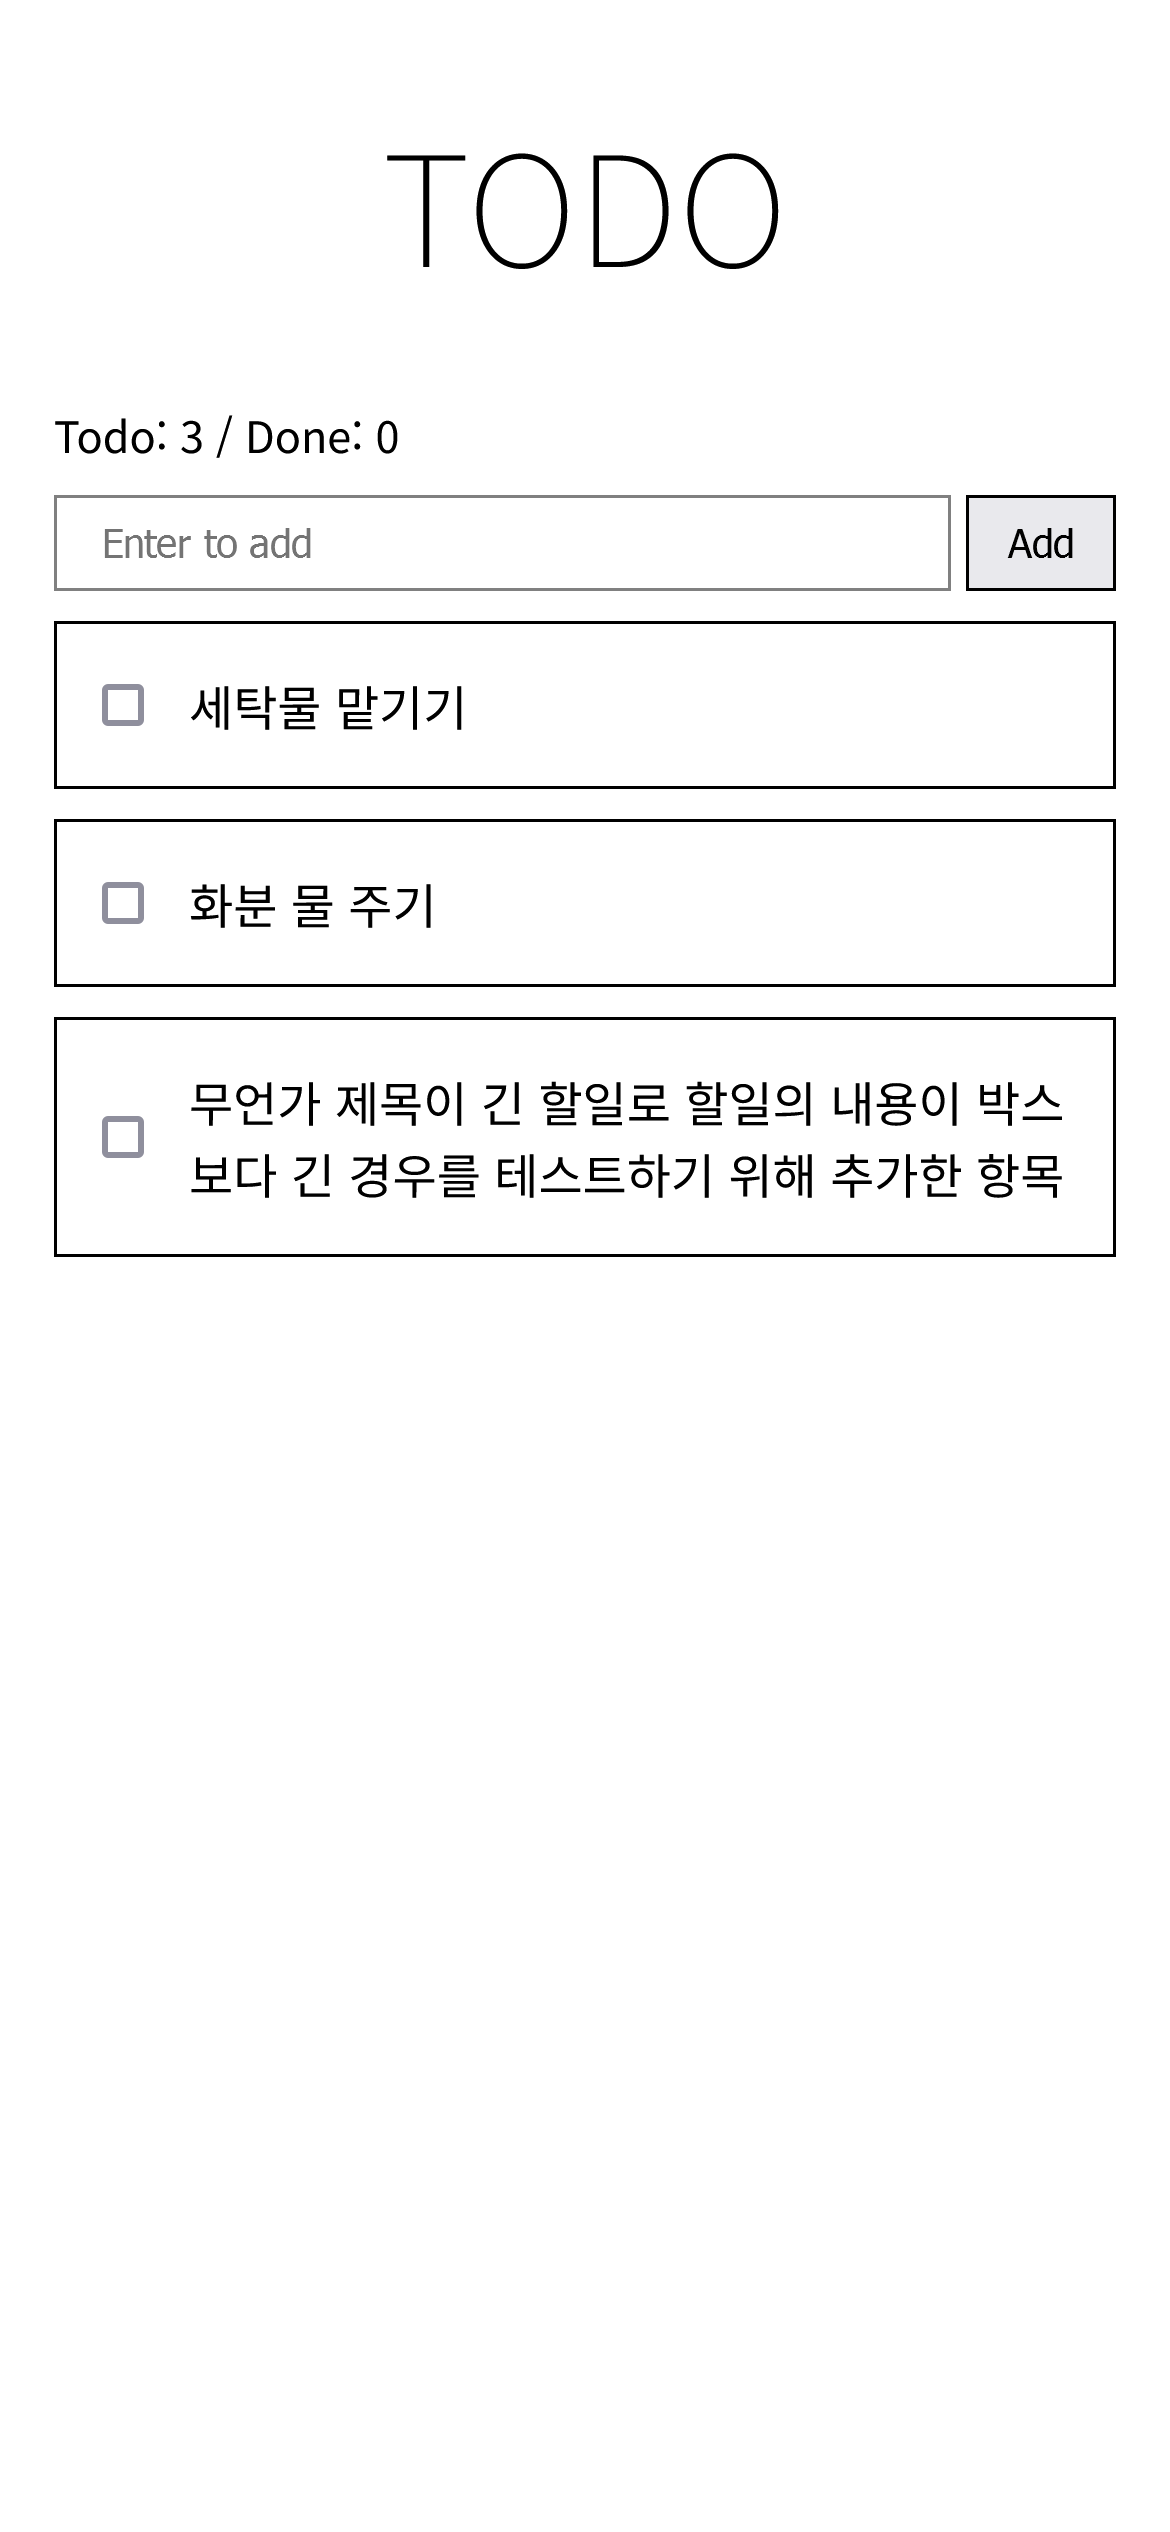 TODO
Todo: 3 / Done: 0
Enter to add
Add
세탁물 맡기기
화분 물 주기
무언가 제목이 긴 할일로 할일의 내용이 박스
보다 긴 경우를 테스트하기 위해 추가한 항목